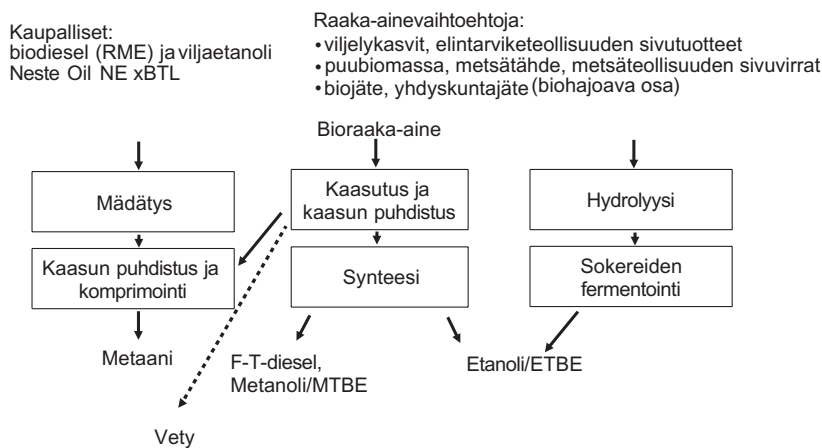 Kaupalliset:
biodiesel (RME) ja viljaetanoli
Neste Oil NE xBTL
Raaka-ainevaihtoehtoja:
•viljelykasvit, elintarviketeollisuuden sivutuotteet
•puubiomassa, metsätähde, metsäteollisuuden sivuvirrat
•biojäte, yhdyskuntajäte (biohajoava osa)
Bioraaka-aine
Mädätys
Kaasutus ja
kaasun puhdistus
Hydrolyysi
Kaasun puhdistus ja
komprimointi
Synteesi
Sokereiden
fermentointi
Metaani
F-T-diesel,
Metanoli/MTBE
Etanoli/ETBE
Vety